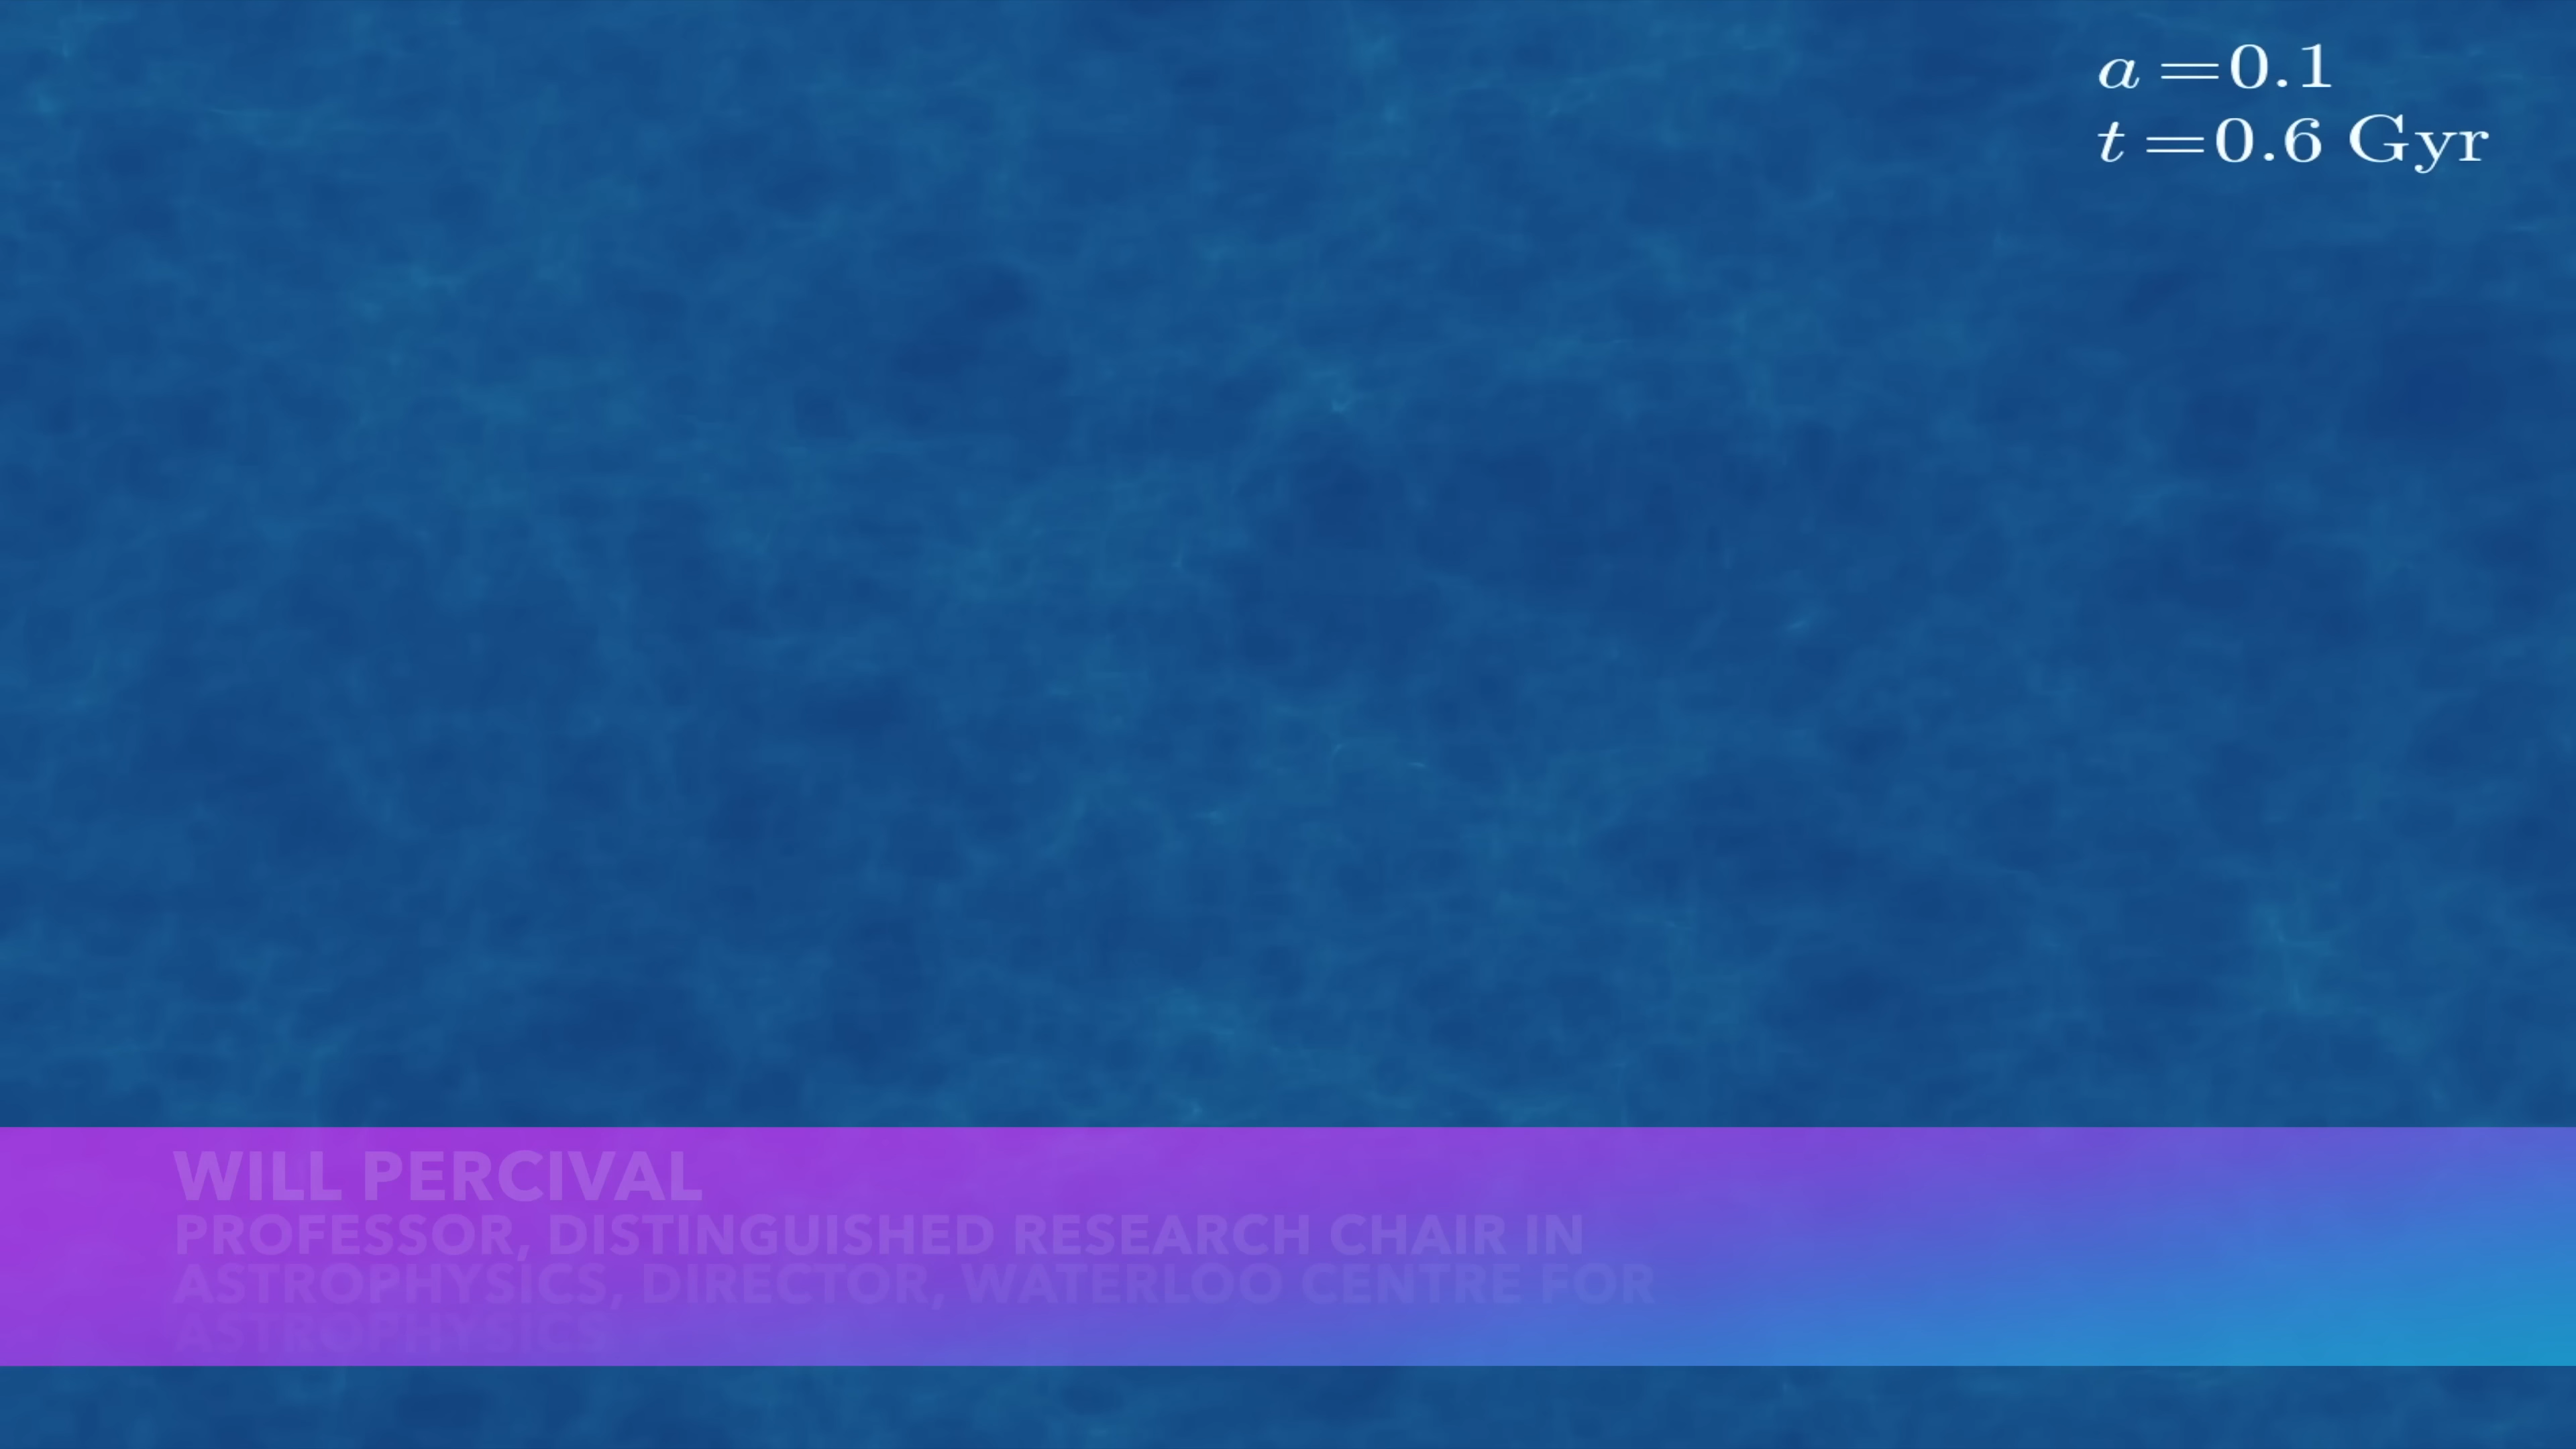 a = 0.1
t = 0.6 Gyr
WILL PERCIVAL
PROFESSOR, DISTINGUISHED RESEARCH CHAIR IN
ASTROPHYSICS, DIRECTOR, WATERLOO CENTRE FOR
ASTROPHYSICS